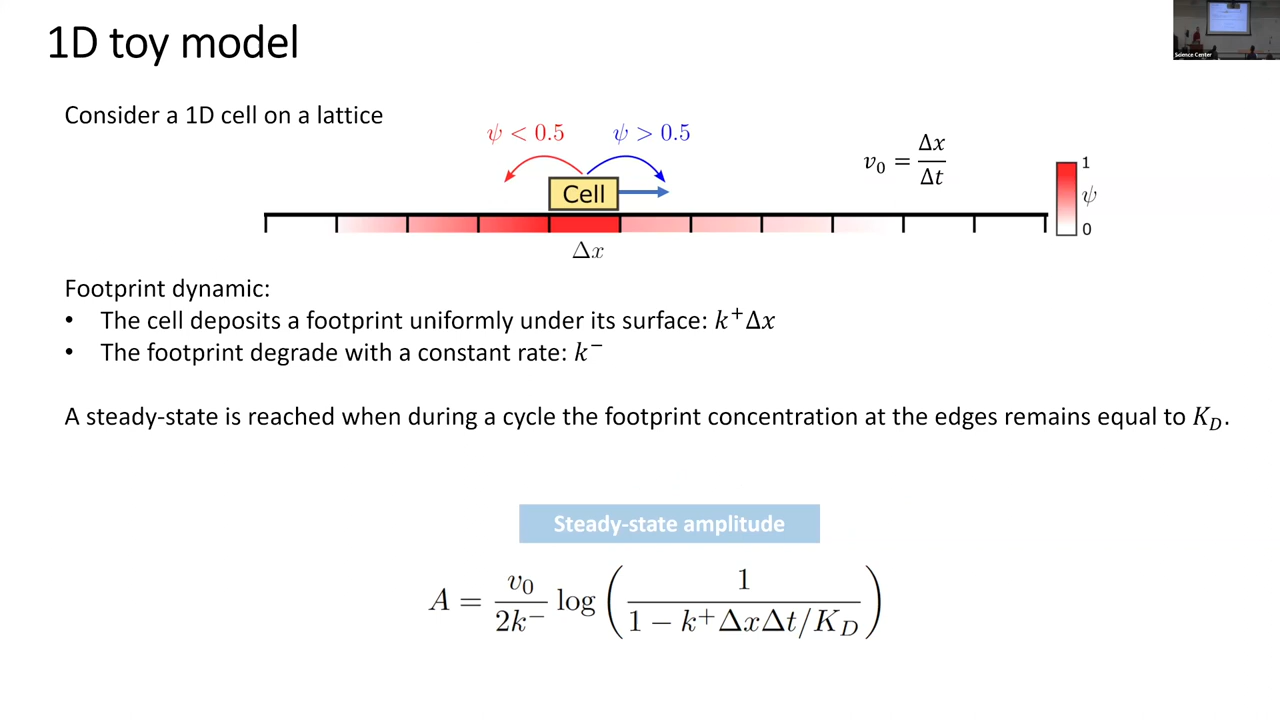 1D toy model
Science Center
Consider a 1D cell on a lattice
ψ < 0.5
ψ > 0.5
v₀ = Δx/Δt
1
ψ
0
Cell
Δx
Footprint dynamic:
• The cell deposits a footprint uniformly under its surface: k⁺Δx
• The footprint degrade with a constant rate: k⁻
A steady-state is reached when during a cycle the footprint concentration at the edges remains equal to K_D.
Steady-state amplitude
A = v₀/2k⁻ log(1/(1 − k⁺ΔxΔt/K_D))